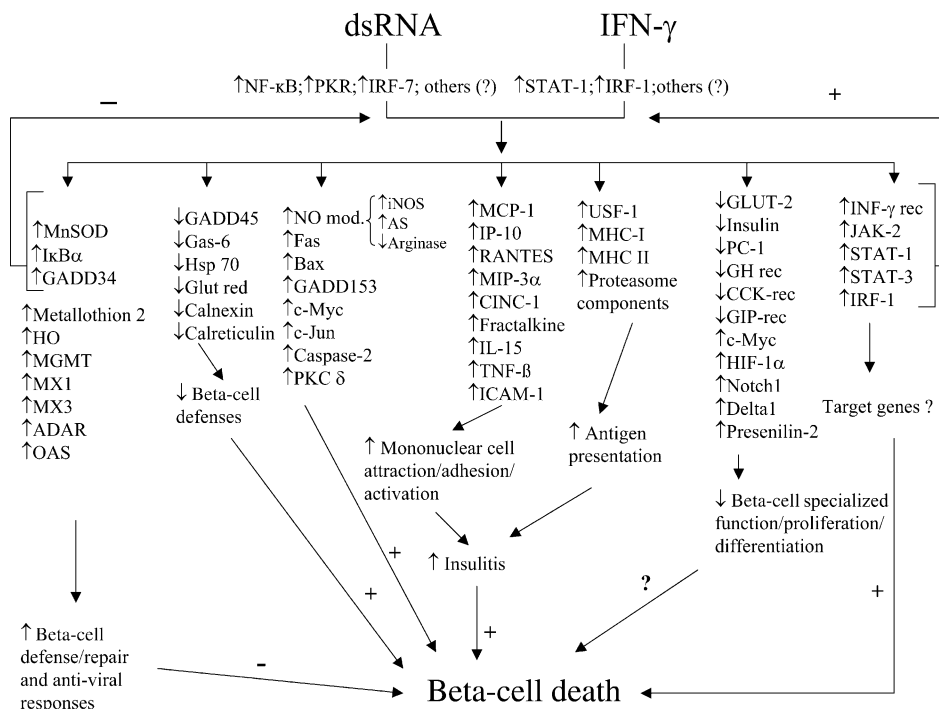 dsRNA
IFN-γ
↑NF-κB;↑PKR;↑IRF-7; others (?)
↑STAT-1;↑IRF-1;others (?)
–
+
↑MnSOD
↑IκBα
↑GADD34
↑Metallothion 2
↑HO
↑MGMT
↑MX1
↑MX3
↑ADAR
↑OAS
↑ Beta-cell
defense/repair
and anti-viral
responses
-
↓GADD45
↓Gas-6
↓Hsp 70
↓Glut red
↓Calnexin
↓Calreticulin
↓ Beta-cell
defenses
+
↑NO mod.
↑iNOS
↑AS
↓Arginase
↑Fas
↑Bax
↑GADD153
↑c-Myc
↑c-Jun
↑Caspase-2
↑PKC δ
+
↑MCP-1
↑IP-10
↑RANTES
↑MIP-3α
↑CINC-1
↑Fractalkine
↑IL-15
↑TNF-ß
↑ICAM-1
↑ Mononuclear cell
attraction/adhesion/
activation
↑USF-1
↑MHC-I
↑MHC II
↑Proteasome
components
↑ Antigen
presentation
↑ Insulitis
+
↓GLUT-2
↓Insulin
↓PC-1
↓GH rec
↓CCK-rec
↓GIP-rec
↑c-Myc
↑HIF-1α
↑Notch1
↑Delta1
↑Presenilin-2
↓ Beta-cell specialized
function/proliferation/
differentiation
?
↑INF-γ rec
↑JAK-2
↑STAT-1
↑STAT-3
↑IRF-1
Target genes ?
+
Beta-cell death